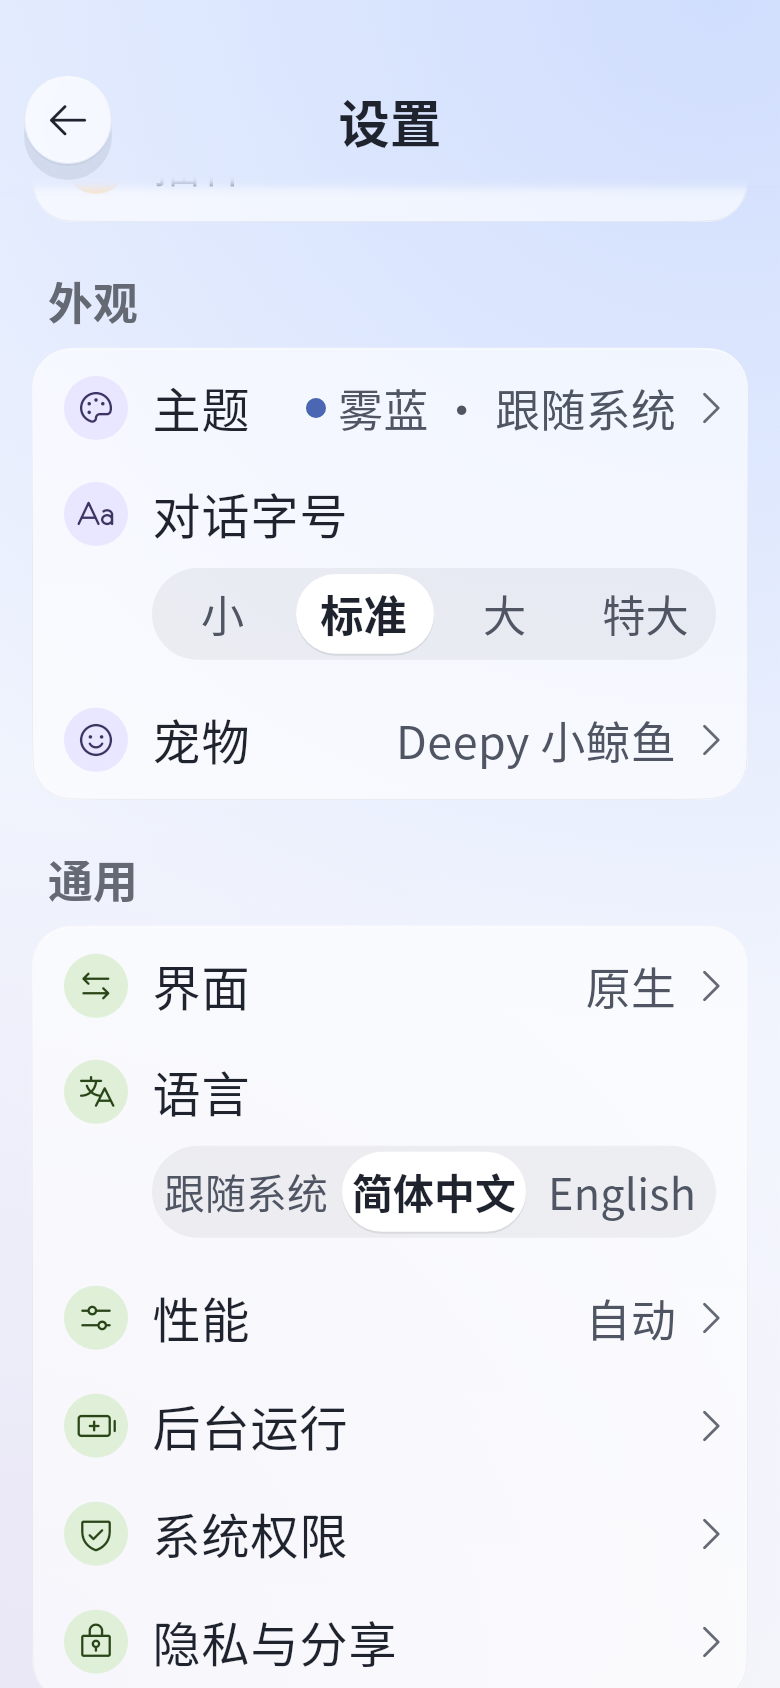 设置
外观
主题 雾蓝 · 跟随系统
Aa 对话字号
小 标准 大 特大
宠物 Deepy 小鲸鱼
通用
界面 原生
文A 语言
跟随系统 简体中文 English
性能 自动
后台运行
系统权限
隐私与分享